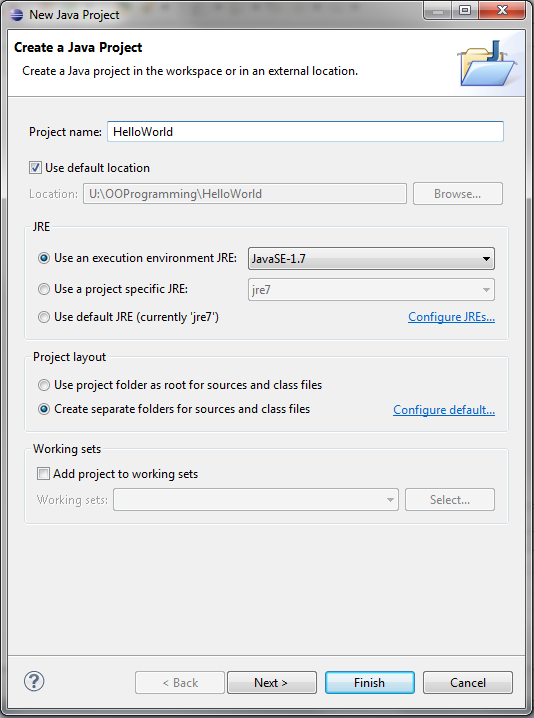 New Java Project
Create a Java Project
Create a Java project in the workspace or in an external location.
Project name: HelloWorld
Use default location
Location: U:\OOProgramming\HelloWorld Browse...
JRE
Use an execution environment JRE: JavaSE-1.7
Use a project specific JRE: jre7
Use default JRE (currently 'jre7') Configure JREs...
Project layout
Use project folder as root for sources and class files
Create separate folders for sources and class files Configure default...
Working sets
Add project to working sets
Working sets: Select...
? < Back Next > Finish Cancel